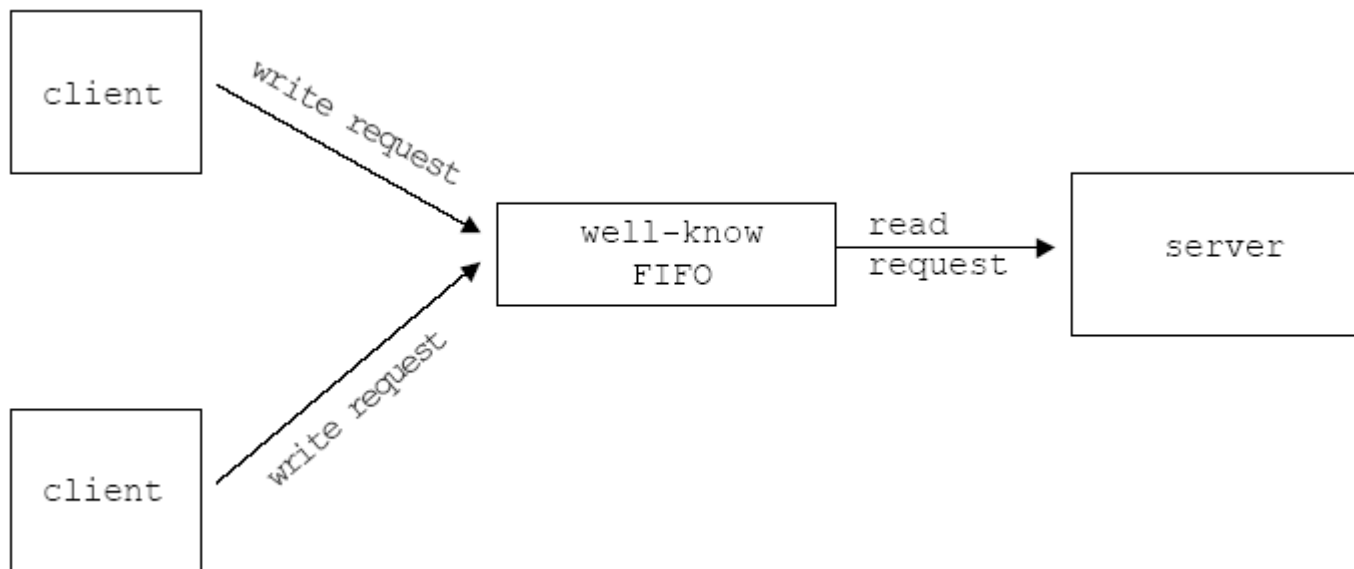 client
write request
well-know
FIFO
read
request
server
write request
client